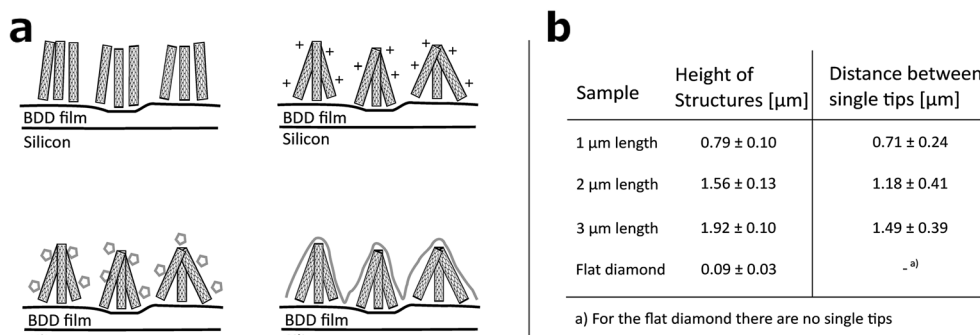 a
BDD film
Silicon
+ + + + + +
BDD film
Silicon
BDD film
BDD film
b
Sample Height of Structures [µm] Distance between single tips [µm]
1 µm length 0.79 ± 0.10 0.71 ± 0.24
2 µm length 1.56 ± 0.13 1.18 ± 0.41
3 µm length 1.92 ± 0.10 1.49 ± 0.39
Flat diamond 0.09 ± 0.03 - a)
a) For the flat diamond there are no single tips